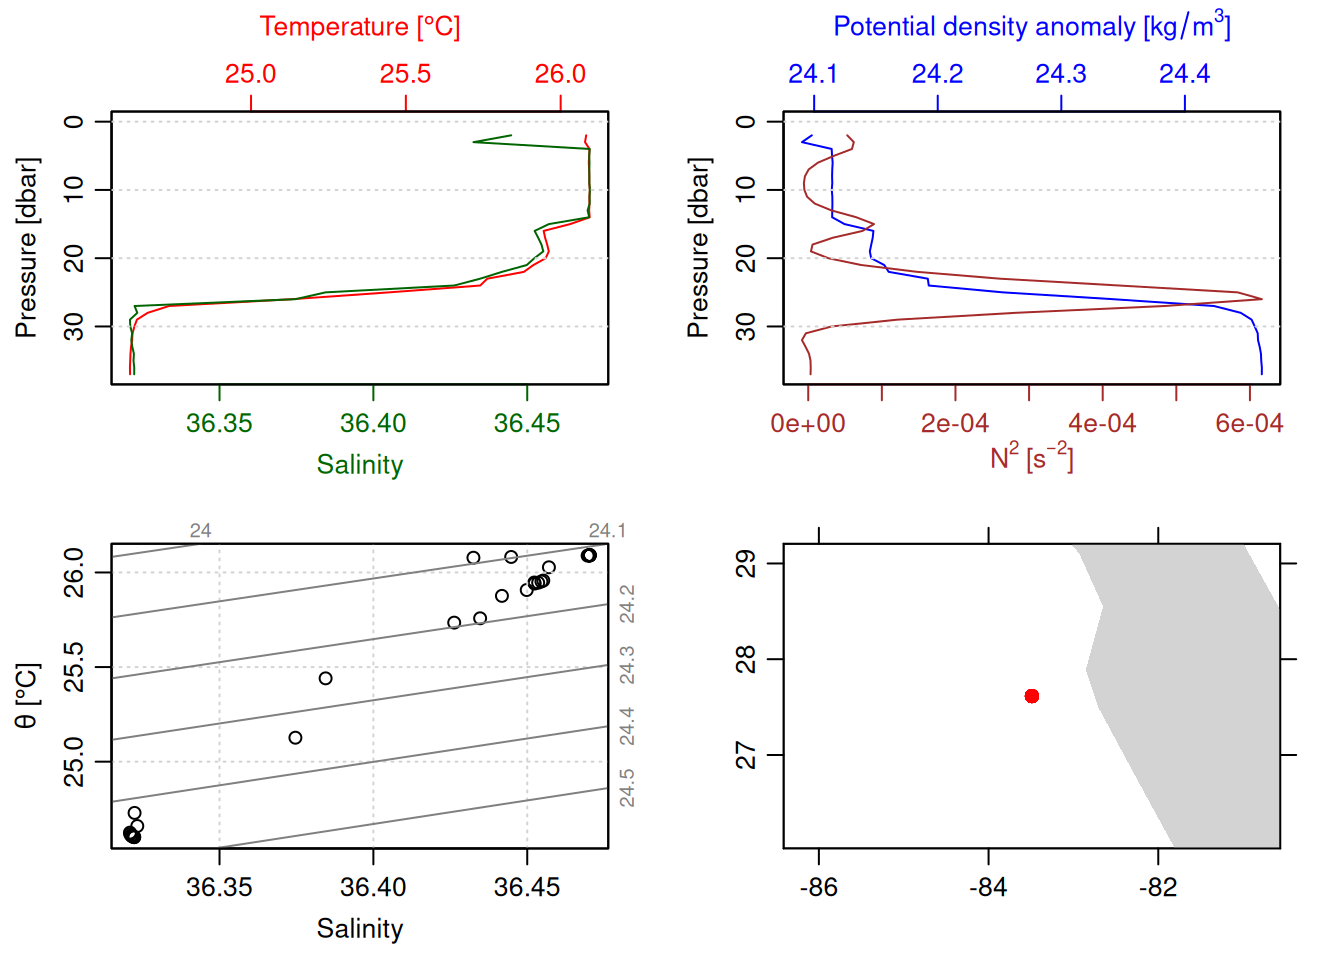 Temperature [°C]
25.0 25.5 26.0
Pressure [dbar]
0
10
20
30
36.35 36.40 36.45
Salinity
Potential density anomaly [kg/m³]
24.1 24.2 24.3 24.4
Pressure [dbar]
0
10
20
30
0e+00 2e-04 4e-04 6e-04
N² [s⁻²]
24 24.1
θ [°C]
26.0
25.5
25.0
24.2
24.3
24.4
24.5
36.35 36.40 36.45
Salinity
29
28
27
-86 -84 -82